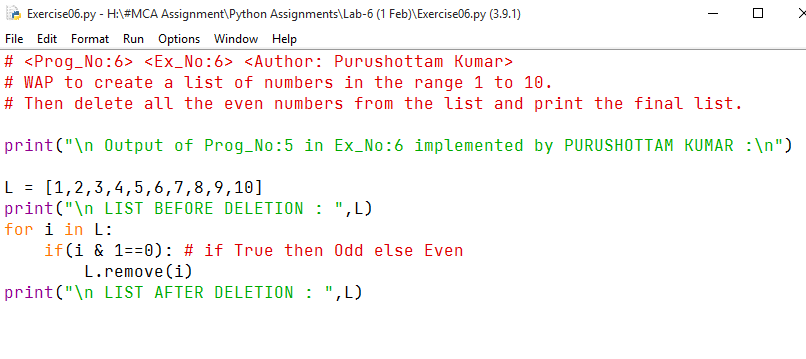 Exercise06.py - H:\#MCA Assignment\Python Assignments\Lab-6 (1 Feb)\Exercise06.py (3.9.1)
File Edit Format Run Options Window Help
# <Prog_No:6> <Ex_No:6> <Author: Purushottam Kumar>
# WAP to create a list of numbers in the range 1 to 10.
# Then delete all the even numbers from the list and print the final list.

print("\n Output of Prog_No:5 in Ex_No:6 implemented by PURUSHOTTAM KUMAR :\n")

L = [1,2,3,4,5,6,7,8,9,10]
print("\n LIST BEFORE DELETION : ",L)
for i in L:
    if(i & 1==0): # if True then Odd else Even
        L.remove(i)
print("\n LIST AFTER DELETION : ",L)